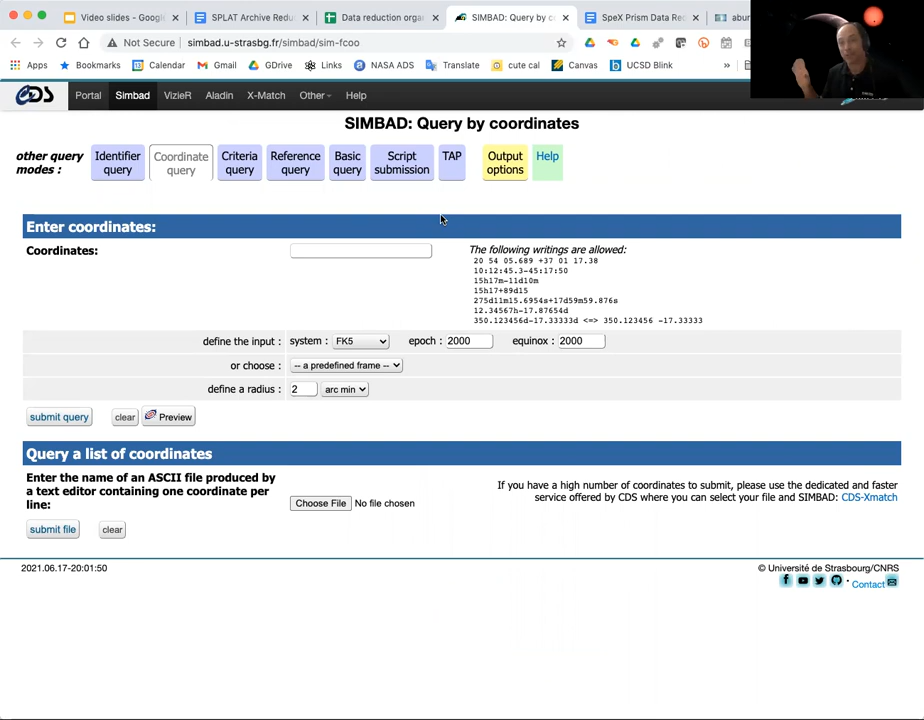 Video slides - Googl
SPLAT Archive Redu
Data reduction orga
SIMBAD: Query by co
SpeX Prism Data Rec
abur
Not Secure | simbad.u-strasbg.fr/simbad/sim-fcoo
Apps Bookmarks Calendar Gmail GDrive Links NASA ADS Translate cute cal Canvas UCSD Blink »
CDS Portal Simbad VizieR Aladin X-Match Other Help
SIMBAD: Query by coordinates
other query modes :
Identifier query
Coordinate query
Criteria query
Reference query
Basic query
Script submission
TAP
Output options
Help
Enter coordinates:
Coordinates:
The following writings are allowed:
20 54 05.689 +37 01 17.38
10:12:45.3-45:17:50
15h17m-11d10m
15h17+89d15
275d11m15.6954s+17d59m59.876s
12.34567h-17.87654d
350.123456d-17.33333d <=> 350.123456 -17.33333
define the input : system : FK5 epoch : 2000 equinox : 2000
or choose : -- a predefined frame --
define a radius : 2 arc min
submit query clear Preview
Query a list of coordinates
Enter the name of an ASCII file produced by
a text editor containing one coordinate per
line:
Choose File No file chosen
If you have a high number of coordinates to submit, please use the dedicated and faster
service offered by CDS where you can select your file and SIMBAD: CDS-Xmatch
submit file clear
2021.06.17-20:01:50
© Université de Strasbourg/CNRS
• Contact